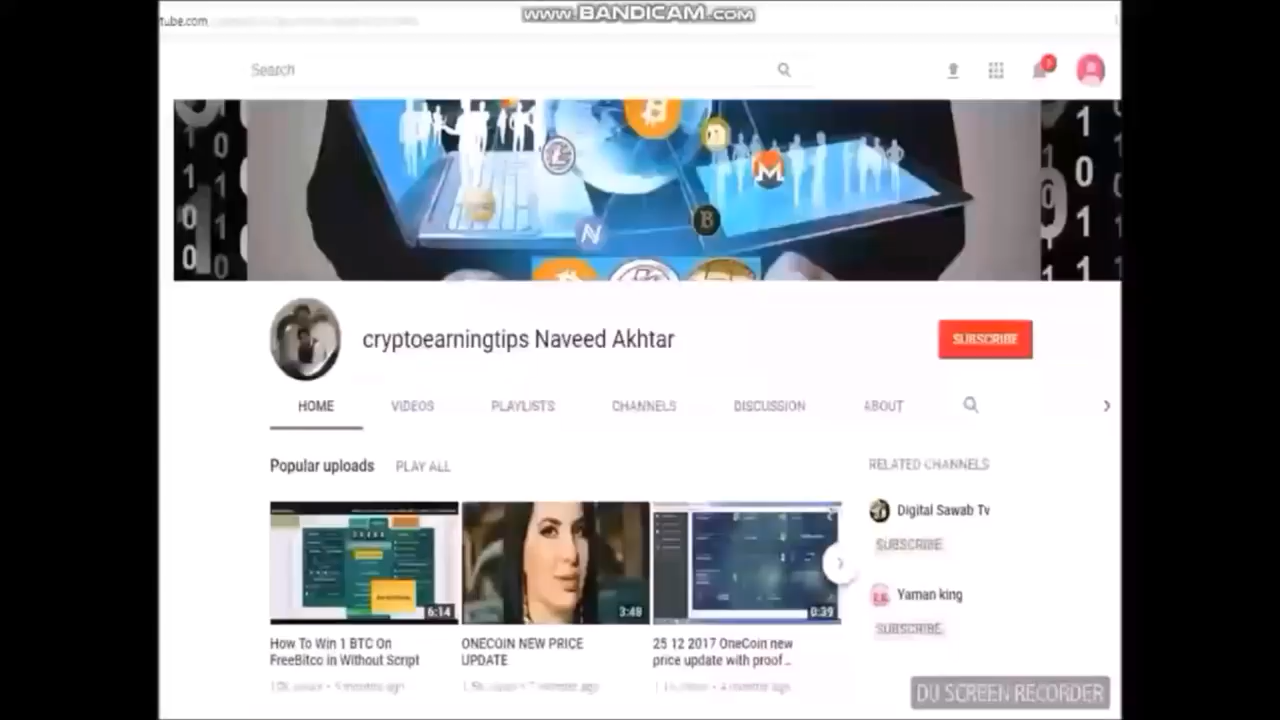 www.BANDICAM.COM
tube.com
Search
cryptoearningtips Naveed Akhtar
SUBSCRIBE
HOME VIDEOS PLAYLISTS CHANNELS DISCUSSION ABOUT
Popular uploads PLAY ALL
RELATED CHANNELS
Digital Sawab Tv
SUBSCRIBE
Yaman king
SUBSCRIBE
6:14
3:48
0:39
How To Win 1 BTC On
FreeBitco in Without Script
ONECOIN NEW PRICE
UPDATE
25 12 2017 OneCoin new
price update with proof...
DU SCREEN RECORDER